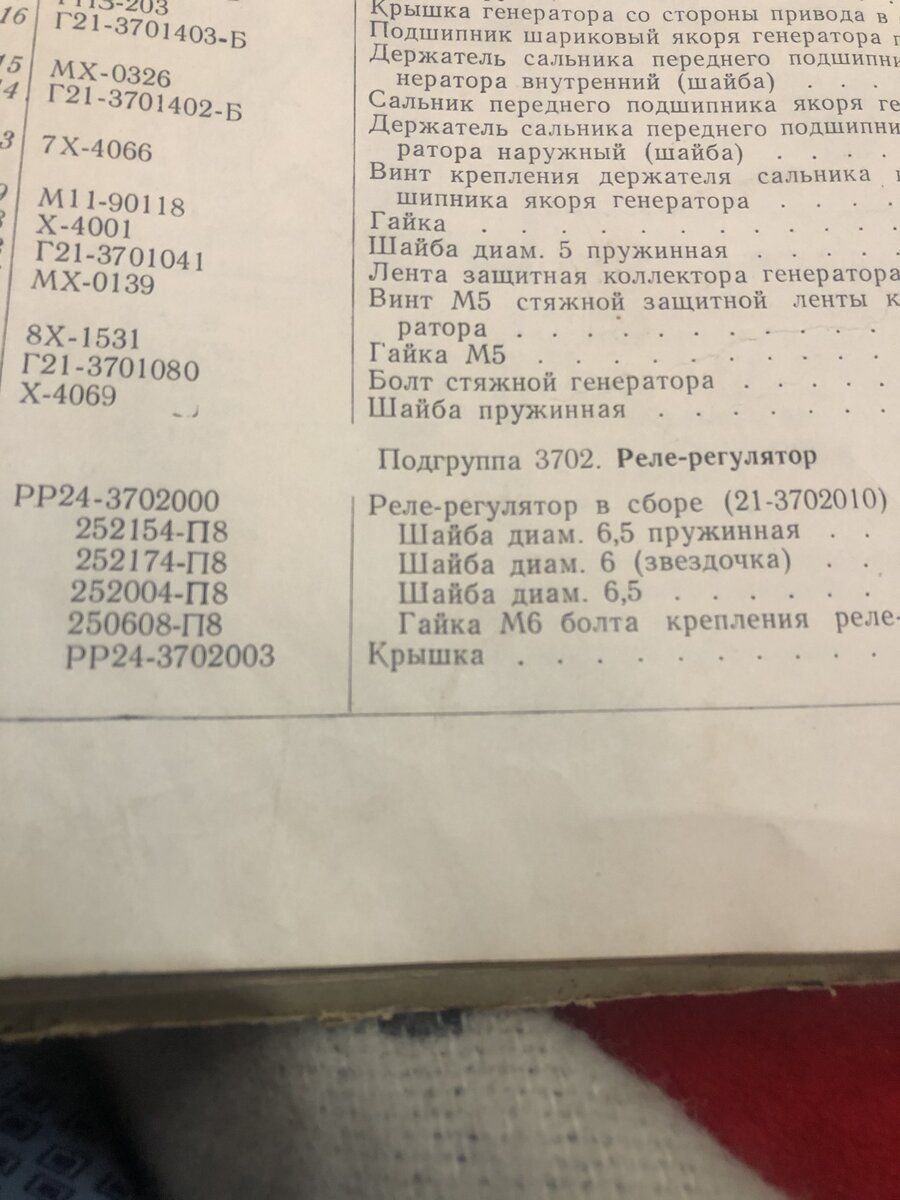 16 Г21-3701403-Б
15 МХ-0326
Г21-3701402-Б
7Х-4066
М11-90118
Х-4001
Г21-3701041
МХ-0139
8Х-1531
Г21-3701080
Х-4069
Крышка генератора со стороны привода в
Подшипник шариковый якоря генератора
Держатель сальника переднего
нератора внутренний (шайба) . . .
Сальник переднего подшипника якоря
Держатель сальника переднего
ратора наружный (шайба) . . . .
Винт крепления держателя сальника
шипника якоря генератора . . . .
Гайка . . . . . . . . . . .
Шайба диам. 5 пружинная . . . .
Лента защитная коллектора генератора
Винт М5 стяжной защитной ленты
ратора . . . . . . . . . .
Гайка М5 . . . . . . . . .
Болт стяжной генератора . . . . .
Шайба пружинная . . . . . . .
Подгруппа 3702. Реле-регулятор
РР24-3702000 Реле-регулятор в сборе (21-3702010)
252154-П8 Шайба диам. 6,5 пружинная . .
252174-П8 Шайба диам. 6 (звездочка) . .
252004-П8 Шайба диам. 6,5 . . . . . .
250608-П8 Гайка М6 болта крепления реле-
РР24-3702003 Крышка . . . . . . . . . .